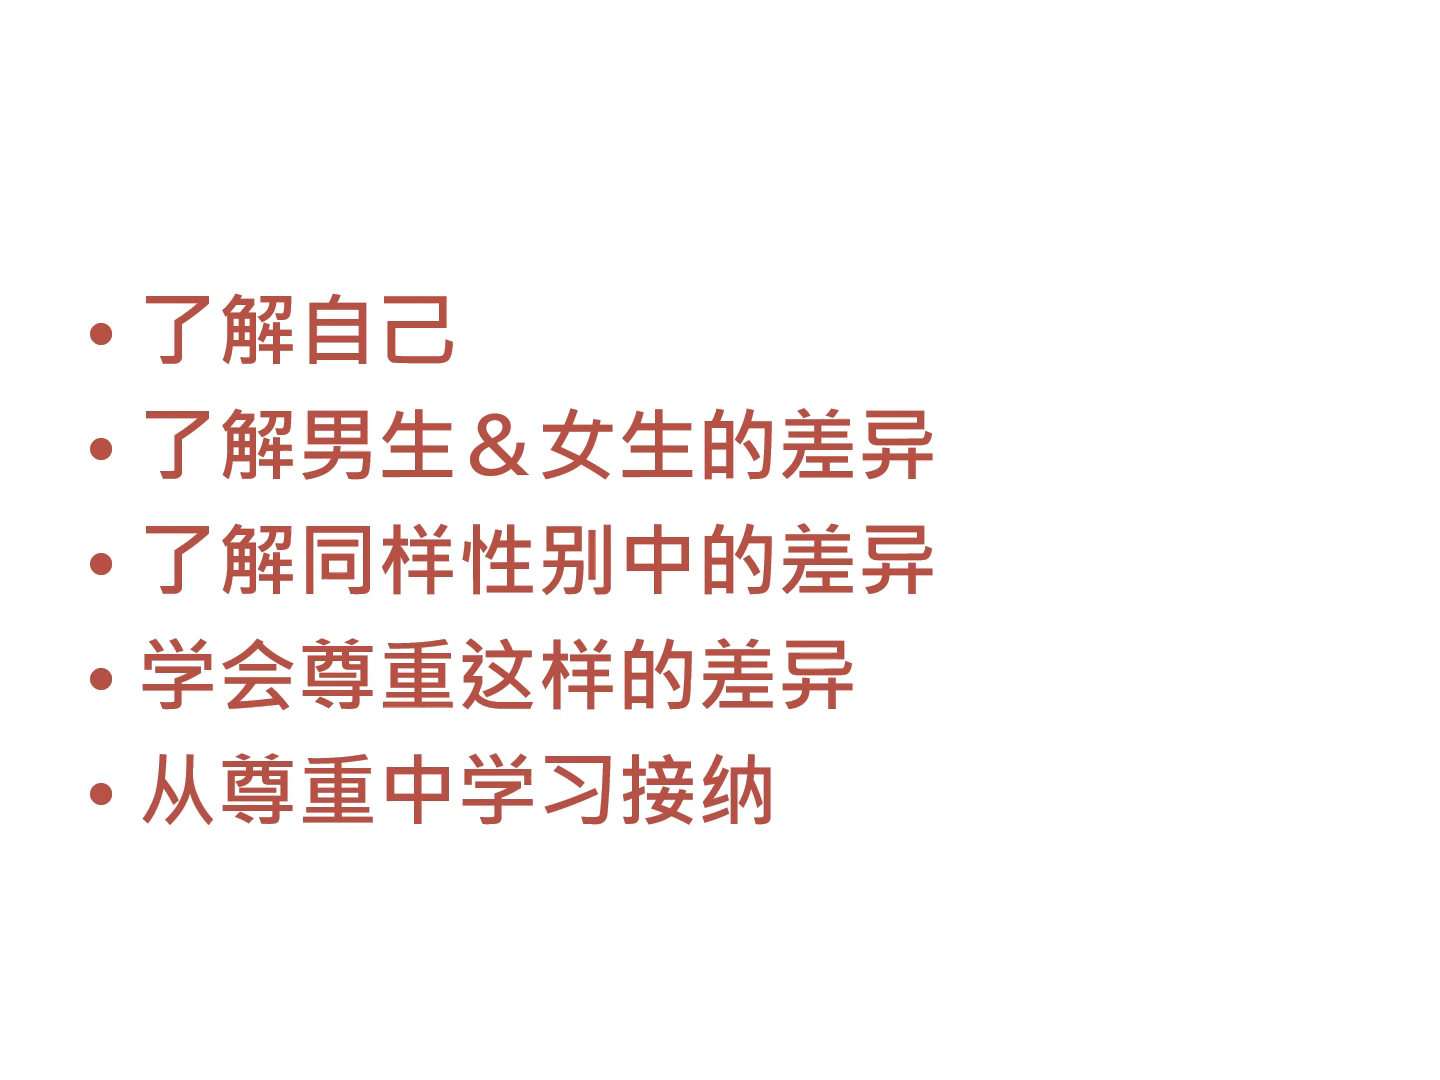 • 了解自己
• 了解男生＆女生的差异
• 了解同样性别中的差异
• 学会尊重这样的差异
• 从尊重中学习接纳